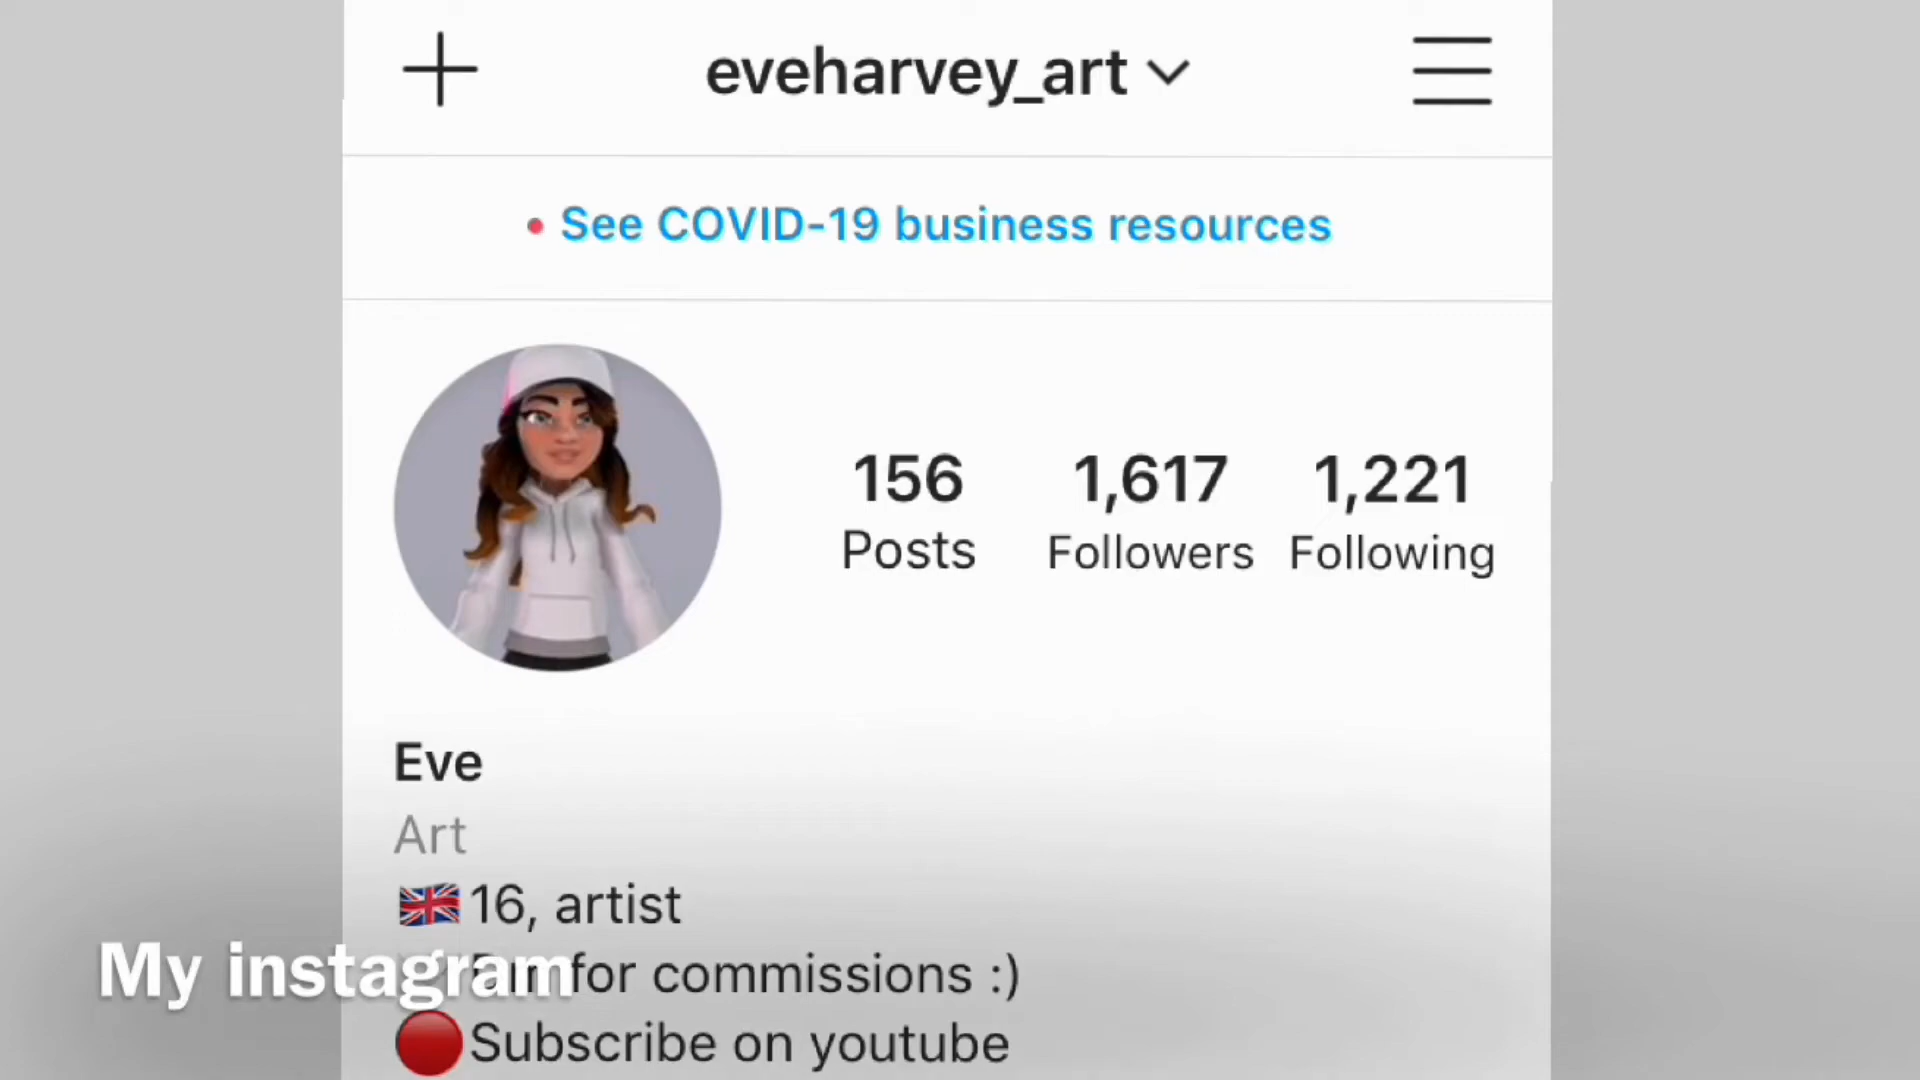 eveharvey_art
• See COVID-19 business resources
156 1,617 1,221
Posts Followers Following
Eve
Art
16, artist
for commissions :)
My instagram
Subscribe on youtube